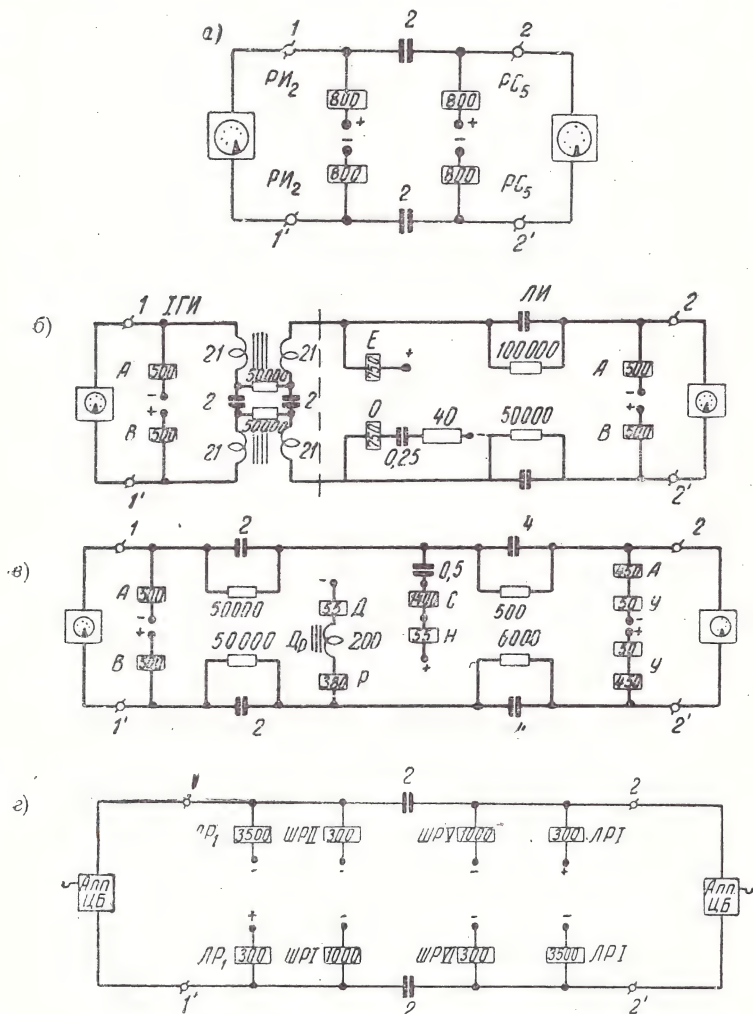 а)
1 2 2
РИ₂ 800 800 РС₅
+ +
- -
РИ₂ 800 800 РС₅
1' 2 2'
б)
1 IГИ ЛИ 2
21 21 Е 250 + 100000
А 500 50000 А 500
- 2 2 -
+ 50000 О 40 50000 +
В 500 21 21 250 0,25 В 500
1' 2'
в)
1 2 4 2
А 500 50000 - 0,5 500 450 А
- Д 55 1400 С 50 У -
+ 50000 Др 200 55 Н 6000 + 50 У
В 500 380 Р + 450
1' 2 4 2'
г)
2 2
ЛР₁ 3500 ШРII 300 ШРV 1000 300 ЛРI
- - - +
Апп ЦБ Апп ЦБ
+ - - -
ЛР₁ 300 ШРI 1000 ШРVI 300 3500 ЛРI
1' 2 2'